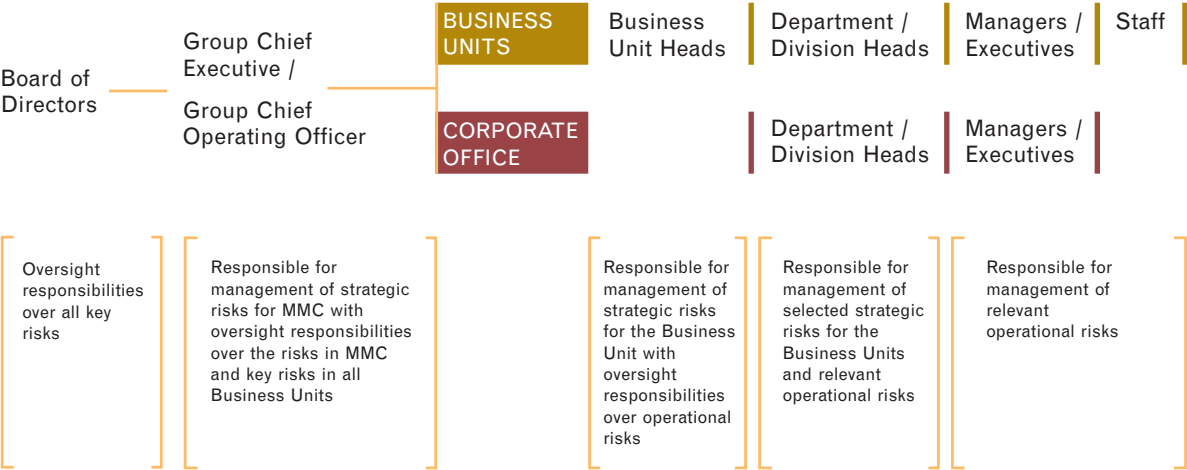 Board of
Directors
Group Chief
Executive /
Group Chief
Operating Officer
BUSINESS
UNITS
Business
Unit Heads
Department /
Division Heads
Managers /
Executives
Staff
CORPORATE
OFFICE
Department /
Division Heads
Managers /
Executives
Oversight
responsibilities
over all key
risks
Responsible for
management of strategic
risks for MMC with
oversight responsibilities
over the risks in MMC
and key risks in all
Business Units
Responsible for
management of
strategic risks
for the Business
Unit with
oversight
responsibilities
over operational
risks
Responsible for
management of
selected strategic
risks for the
Business Units
and relevant
operational risks
Responsible for
management of
relevant
operational risks